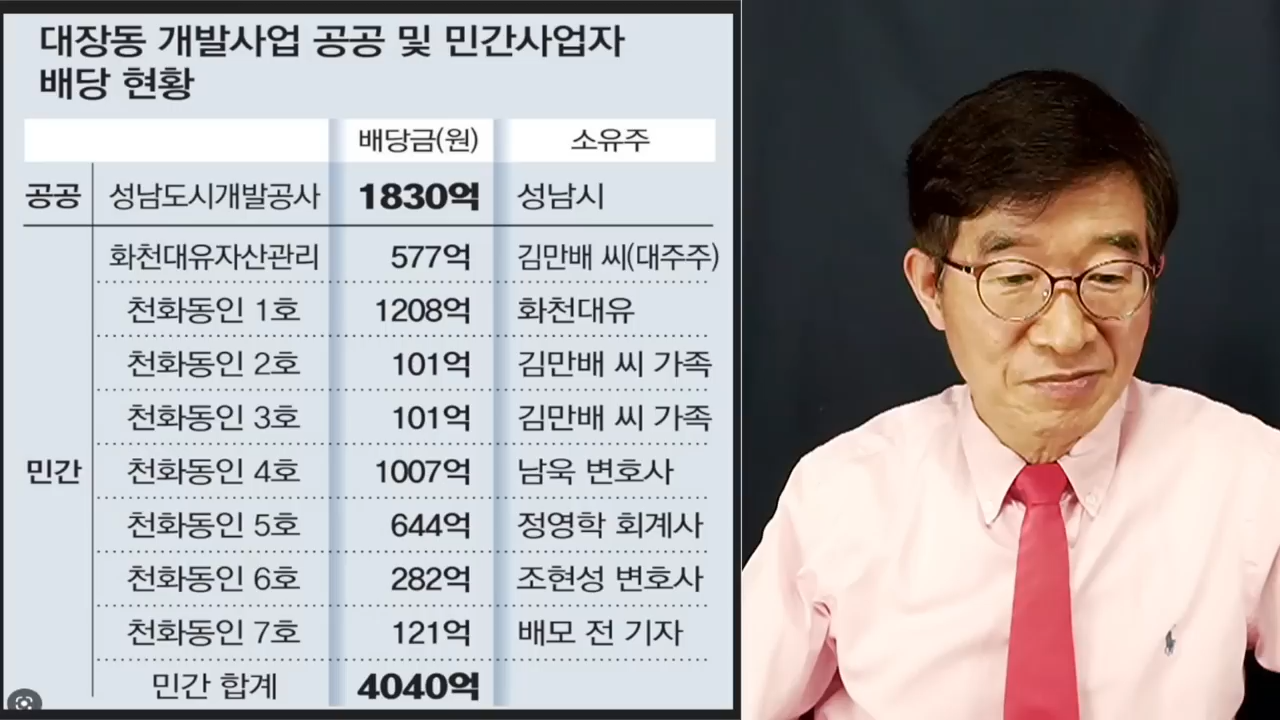 대장동 개발사업 공공 및 민간사업자
배당 현황
배당금(원) 소유주
공공 성남도시개발공사 1830억 성남시
화천대유자산관리 577억 김만배 씨(대주주)
천화동인 1호 1208억 화천대유
천화동인 2호 101억 김만배 씨 가족
천화동인 3호 101억 김만배 씨 가족
민간 천화동인 4호 1007억 남욱 변호사
천화동인 5호 644억 정영학 회계사
천화동인 6호 282억 조현성 변호사
천화동인 7호 121억 배모 전 기자
민간 합계 4040억